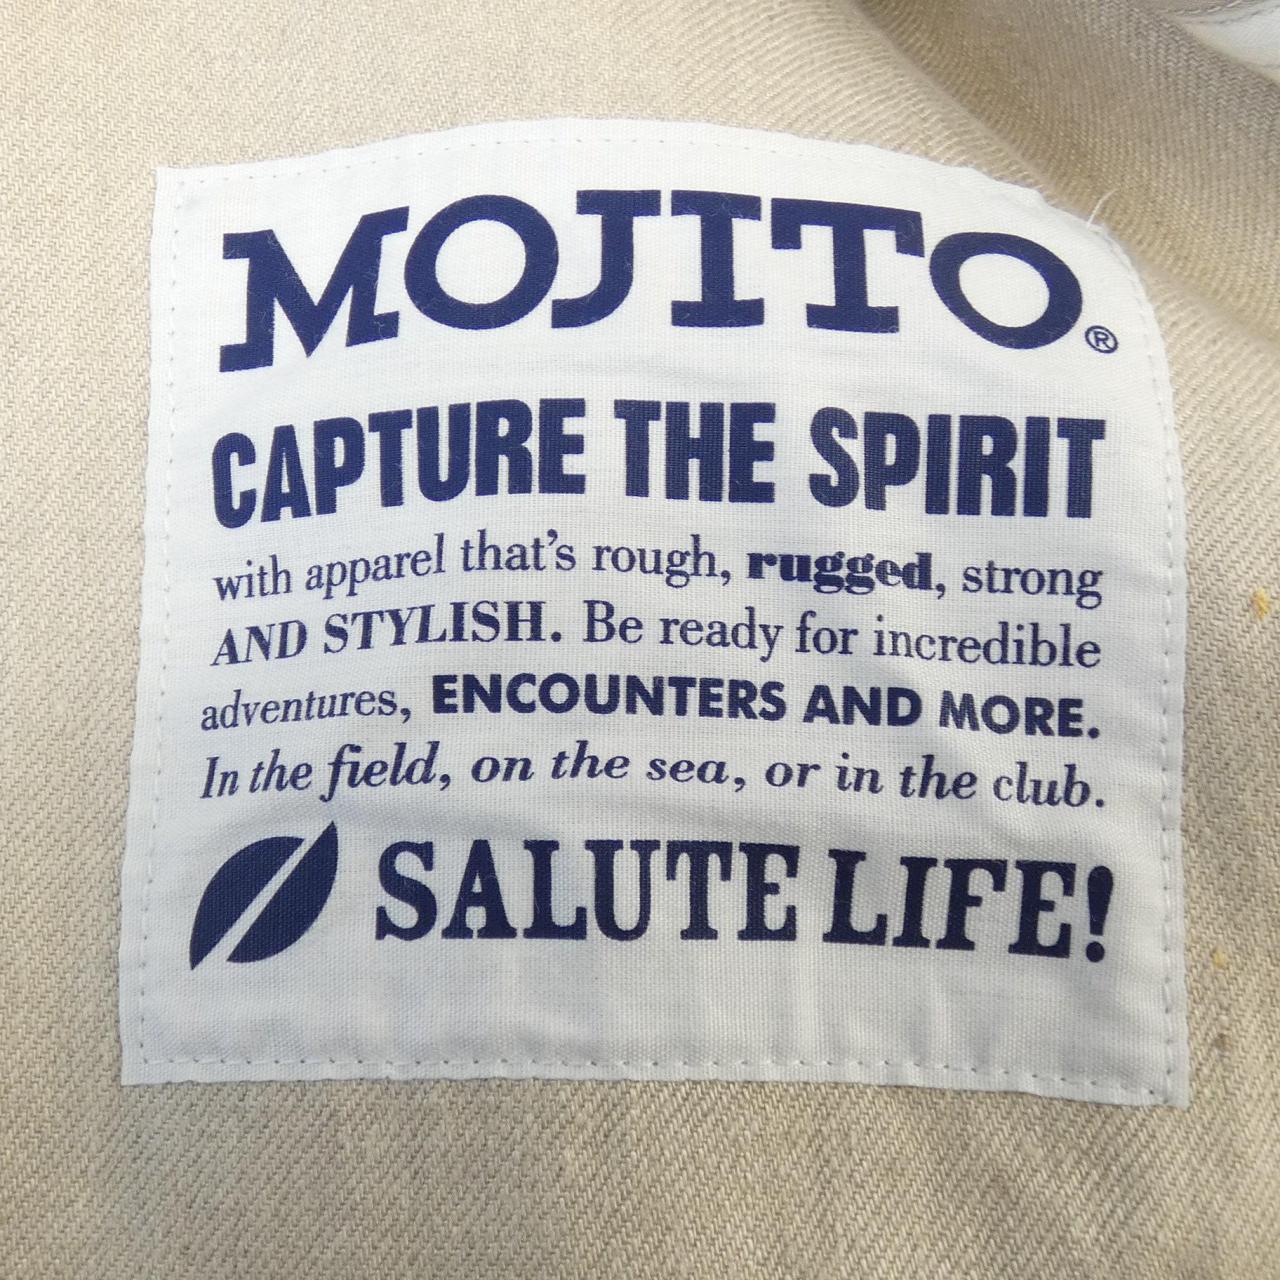 MOJITO®
CAPTURE THE SPIRIT
with apparel that's rough, rugged, strong
AND STYLISH. Be ready for incredible
adventures, ENCOUNTERS AND MORE.
In the field, on the sea, or in the club.
SALUTE LIFE!